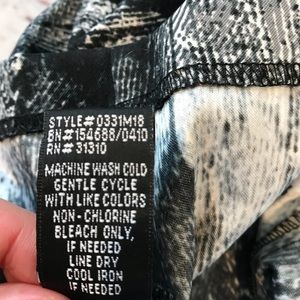 STYLE#0331M18
BN#154688/0410
RN#31310
MACHINE WASH COLD
GENTLE CYCLE
WITH LIKE COLORS
NON-CHLORINE
BLEACH ONLY,
IF NEEDED
LINE DRY
COOL IRON
IF NEEDED